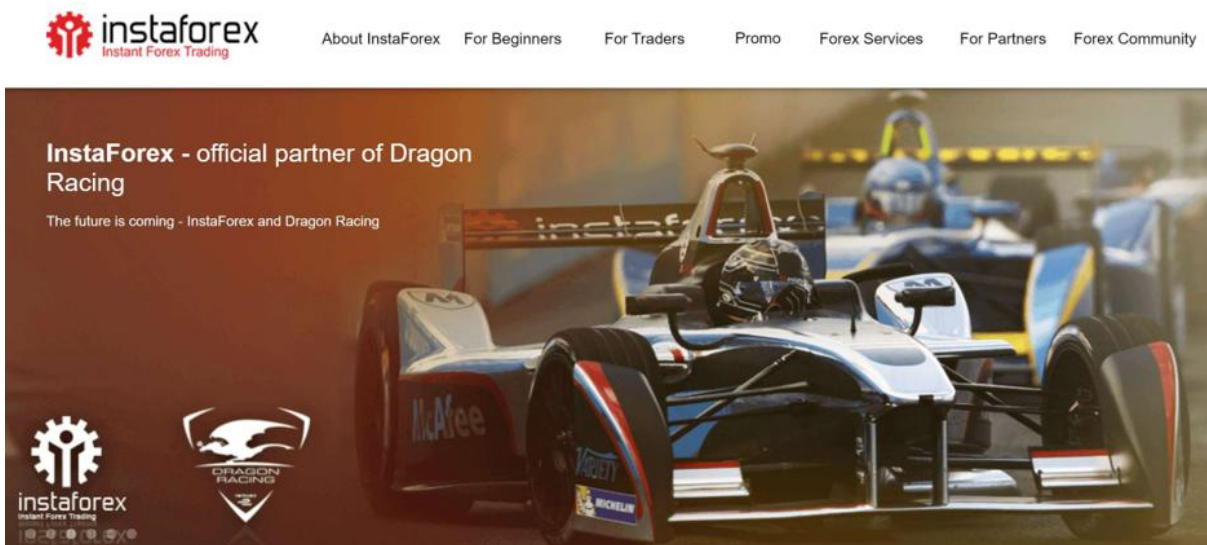 instaforex
Instant Forex Trading
About InstaForex For Beginners For Traders Promo Forex Services For Partners Forex Community
InstaForex - official partner of Dragon
Racing
The future is coming - InstaForex and Dragon Racing
instaforex
McAfee
VARIETY
MICHELIN
DRAGON
RACING
instaforex
Instant Forex Trading